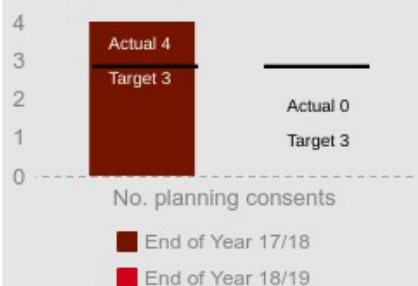 4
Actual 4
3
Target 3
2
Actual 0
1
Target 3
0
No. planning consents
End of Year 17/18
End of Year 18/19